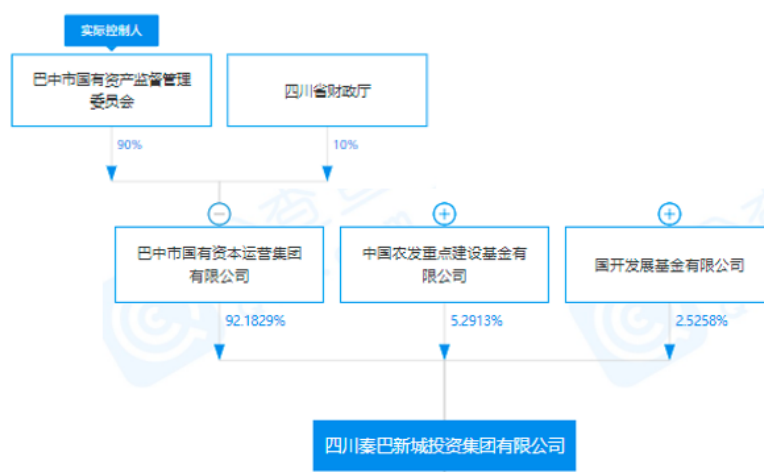 实际控制人
巴中市国有资产监督管理
委员会
四川省财政厅
90%
10%
巴中市国有资本运营集团
有限公司
中国农发重点建设基金有
限公司
国开发展基金有限公司
92.1829%
5.2913%
2.5258%
四川秦巴新城投资集团有限公司